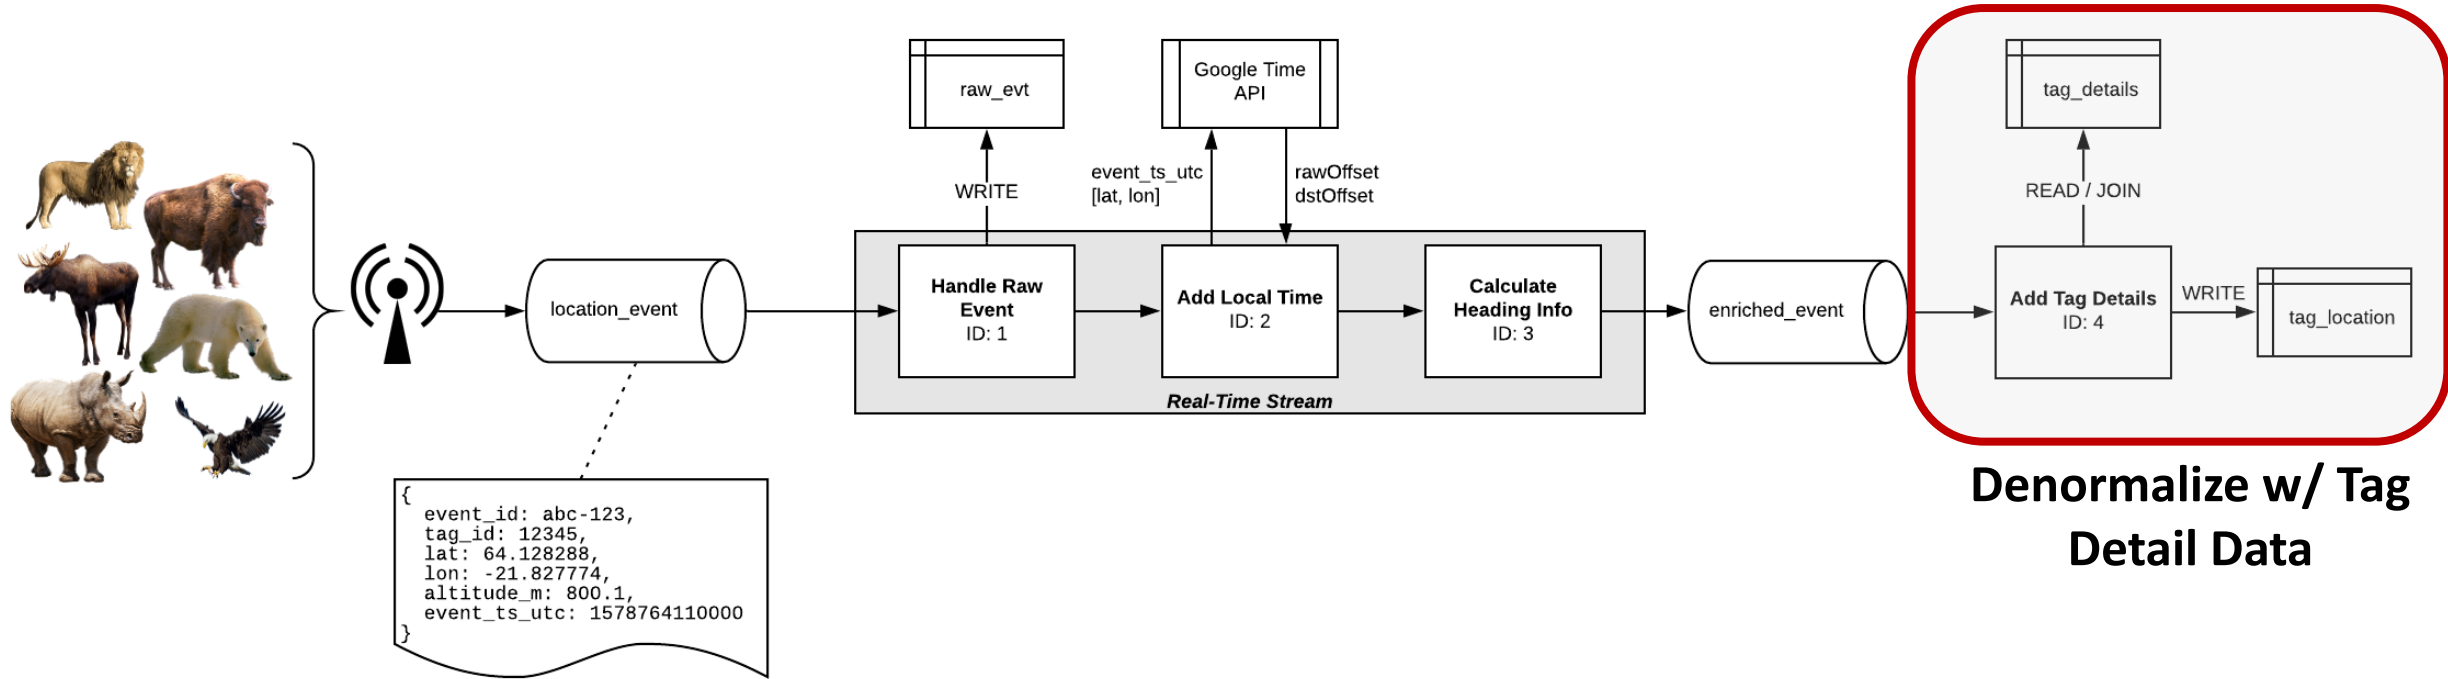 raw_evt
Google Time
API
tag_details
event_ts_utc
[lat, lon]
rawOffset
dstOffset
WRITE
READ / JOIN
location_event
Handle Raw
Event
ID: 1
Add Local Time
ID: 2
Calculate
Heading Info
ID: 3
Real-Time Stream
enriched_event
Add Tag Details
ID: 4
WRITE
tag_location
{
event_id: abc-123,
tag_id: 12345,
lat: 64.128288,
lon: -21.827774,
altitude_m: 800.1,
event_ts_utc: 1578764110000
}
Denormalize w/ Tag
Detail Data